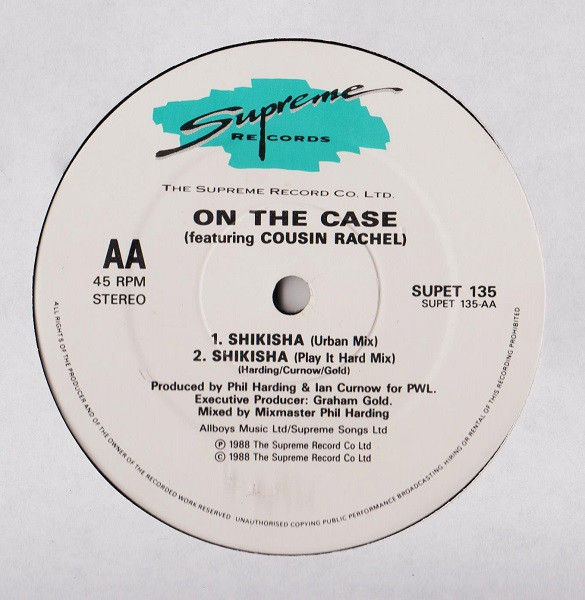 Supreme
RECORDS
THE SUPREME RECORD CO. LTD.
ON THE CASE
(featuring COUSIN RACHEL)
AA
45 RPM
STEREO
SUPET 135
SUPET 135-AA
1. SHIKISHA (Urban Mix)
2. SHIKISHA (Play It Hard Mix)
(Harding/Curnow/Gold)
Produced by Phil Harding & Ian Curnow for PWL.
Executive Producer: Graham Gold.
Mixed by Mixmaster Phil Harding
Allboys Music Ltd/Supreme Songs Ltd
Ⓟ 1988 The Supreme Record Co Ltd
© 1988 The Supreme Record Co Ltd
ALL RIGHTS OF THE PRODUCER AND OF THE OWNER OF THE RECORDED WORK RESERVED UNAUTHORISED COPYING PUBLIC PERFORMANCE BROADCASTING HIRING OR RENTAL OF THIS RECORDING PROHIBITED